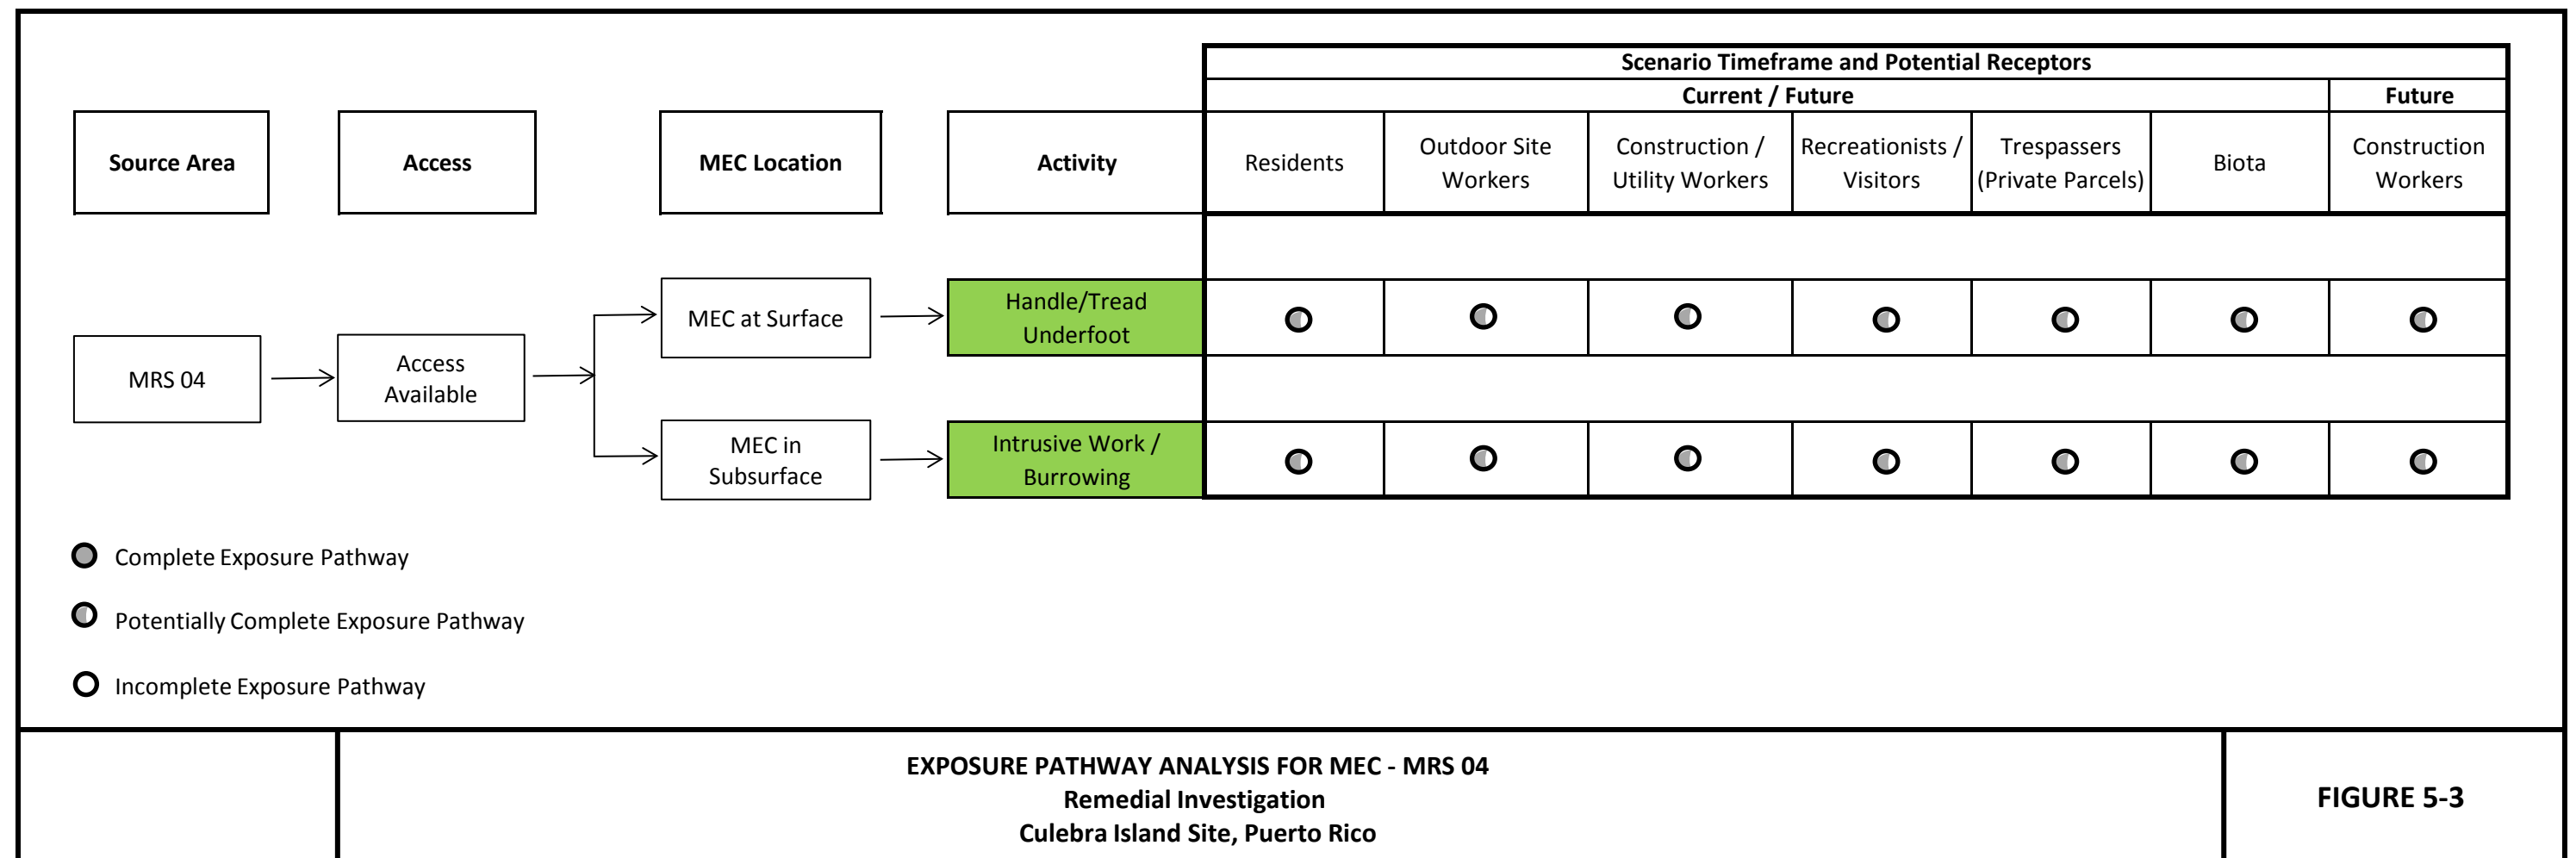 Scenario Timeframe and Potential Receptors
Current / Future
Future
Source Area
Access
MEC Location
Activity
Residents
Outdoor Site
Workers
Construction /
Utility Workers
Recreationists /
Visitors
Trespassers
(Private Parcels)
Biota
Construction
Workers
MRS 04
Access
Available
MEC at Surface
Handle/Tread
Underfoot
MEC in
Subsurface
Intrusive Work /
Burrowing
Complete Exposure Pathway
Potentially Complete Exposure Pathway
Incomplete Exposure Pathway
EXPOSURE PATHWAY ANALYSIS FOR MEC - MRS 04
Remedial Investigation
Culebra Island Site, Puerto Rico
FIGURE 5-3